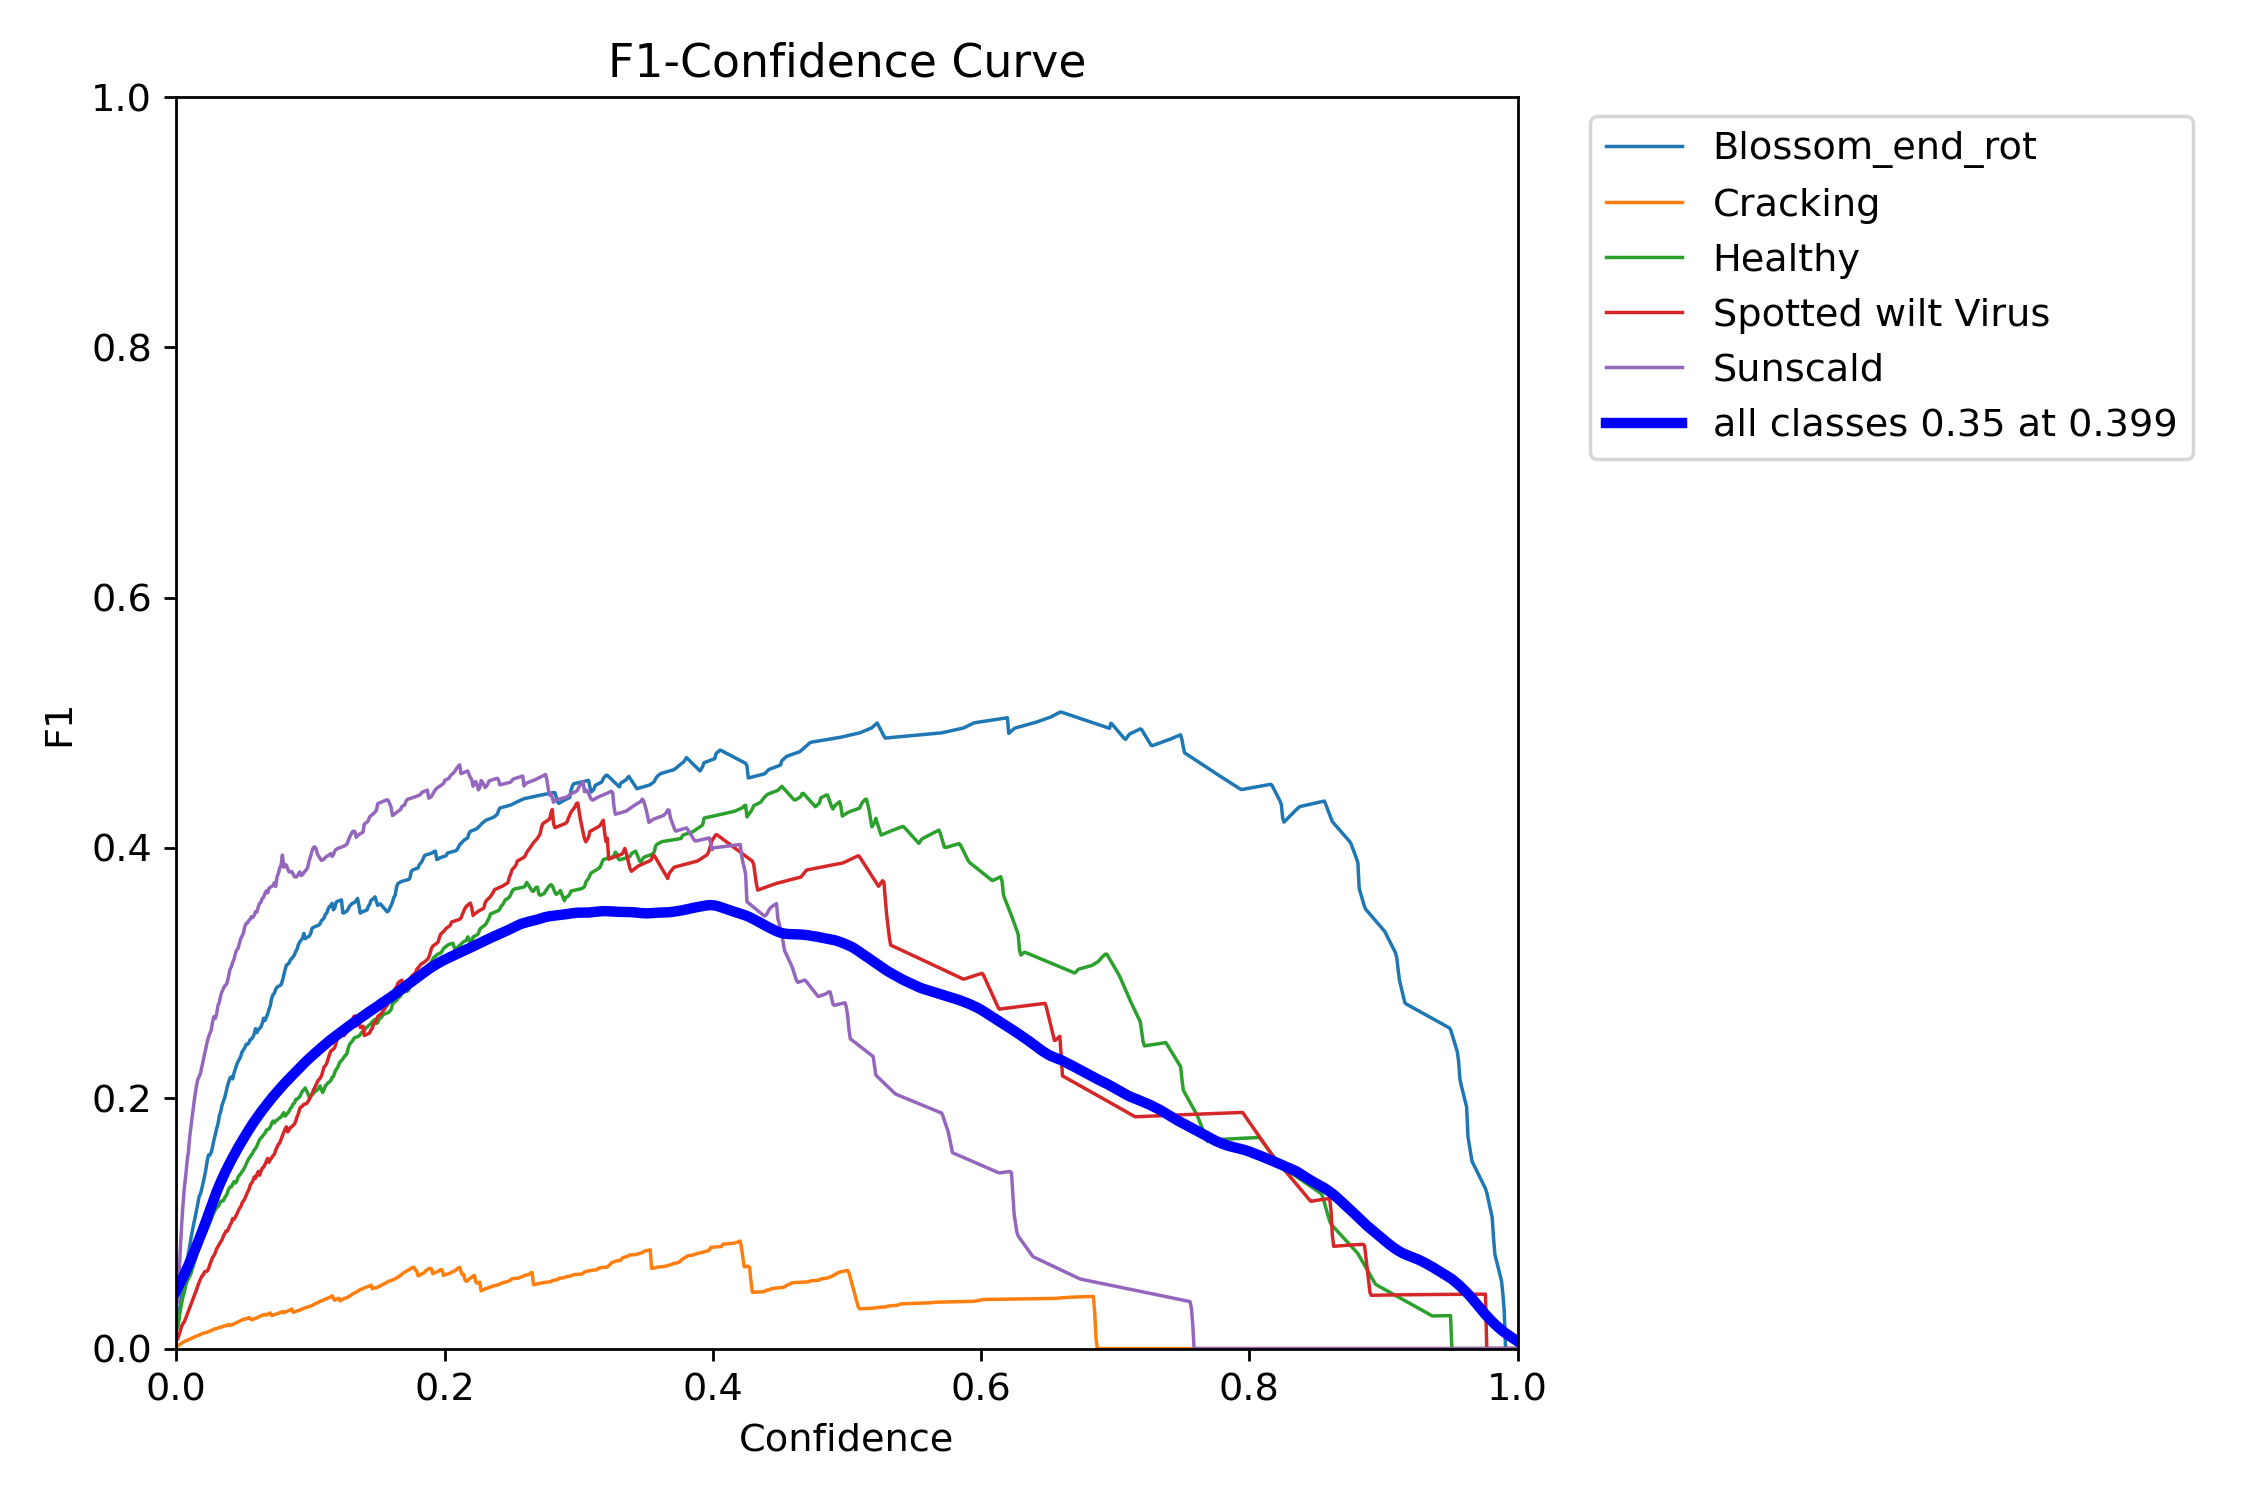 F1-Confidence Curve
1.0
0.8
0.6
0.4
0.2
0.0
F1
0.0 0.2 0.4 0.6 0.8 1.0
Confidence
Blossom_end_rot
Cracking
Healthy
Spotted wilt Virus
Sunscald
all classes 0.35 at 0.399